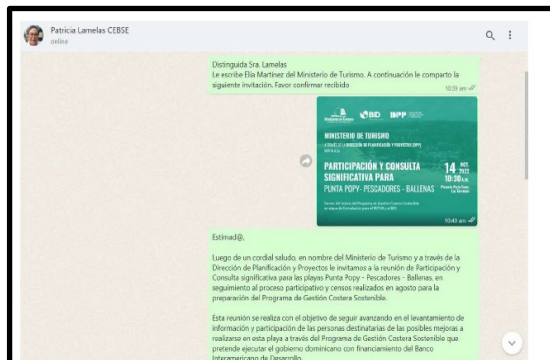 Patricia Lamelas CEBSE
online
Distinguida Sra. Lamelas
Le escribe Elia Martínez del Ministerio de Turismo. A continuación le comparto la
siguiente invitación. Favor confirmar recibido
10:39 am
BID
MINISTERIO DE TURISMO
PARTICIPACIÓN Y CONSULTA
SIGNIFICATIVA PARA
PUNTA POPY- PESCADORES - BALLENAS
14 OCT.
2022
10:30 A.M.
10:43 am
Estimad@,
Luego de un cordial saludo, en nombre del Ministerio de Turismo y a través de la
Dirección de Planificación y Proyectos le invitamos a la reunión de Participación y
Consulta significativa para las playas Punta Popy - Pescadores - Ballenas, en
seguimiento al proceso participativo y censos realizados en agosto para la
preparación del Programa de Gestión Costera Sostenible.
Esta reunión se realiza con el objetivo de seguir avanzando en el levantamiento de
información y participación de las personas destinatarias de las posibles mejoras a
realizarse en esta playa a través del Programa de Gestión Costera Sostenible que
pretende ejecutar el gobierno dominicano con financiamiento del Banco
Interamericano de Desarrollo.